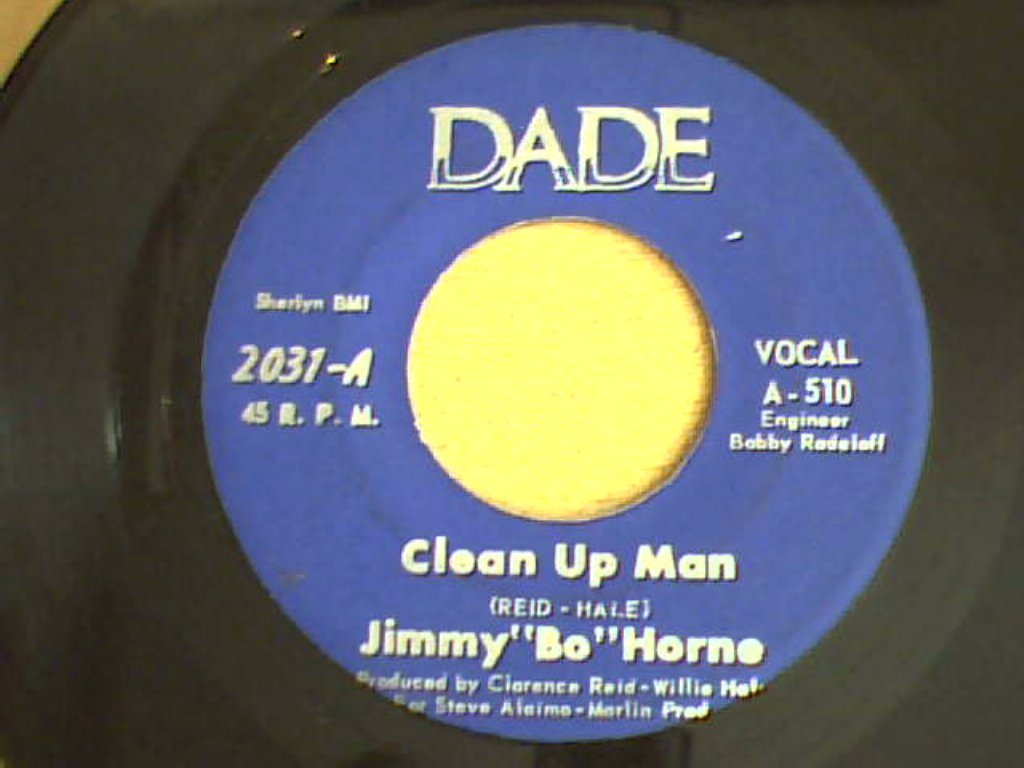 DADE
Sherlyn BMI
2031-A
45 R. P. M.
VOCAL
A-510
Engineer
Bobby Radeloff
Clean Up Man
(REID - HALE)
Jimmy "Bo" Horne
Produced by Clarence Reid-Willie Hale
For Steve Alaimo-Marlin Prod